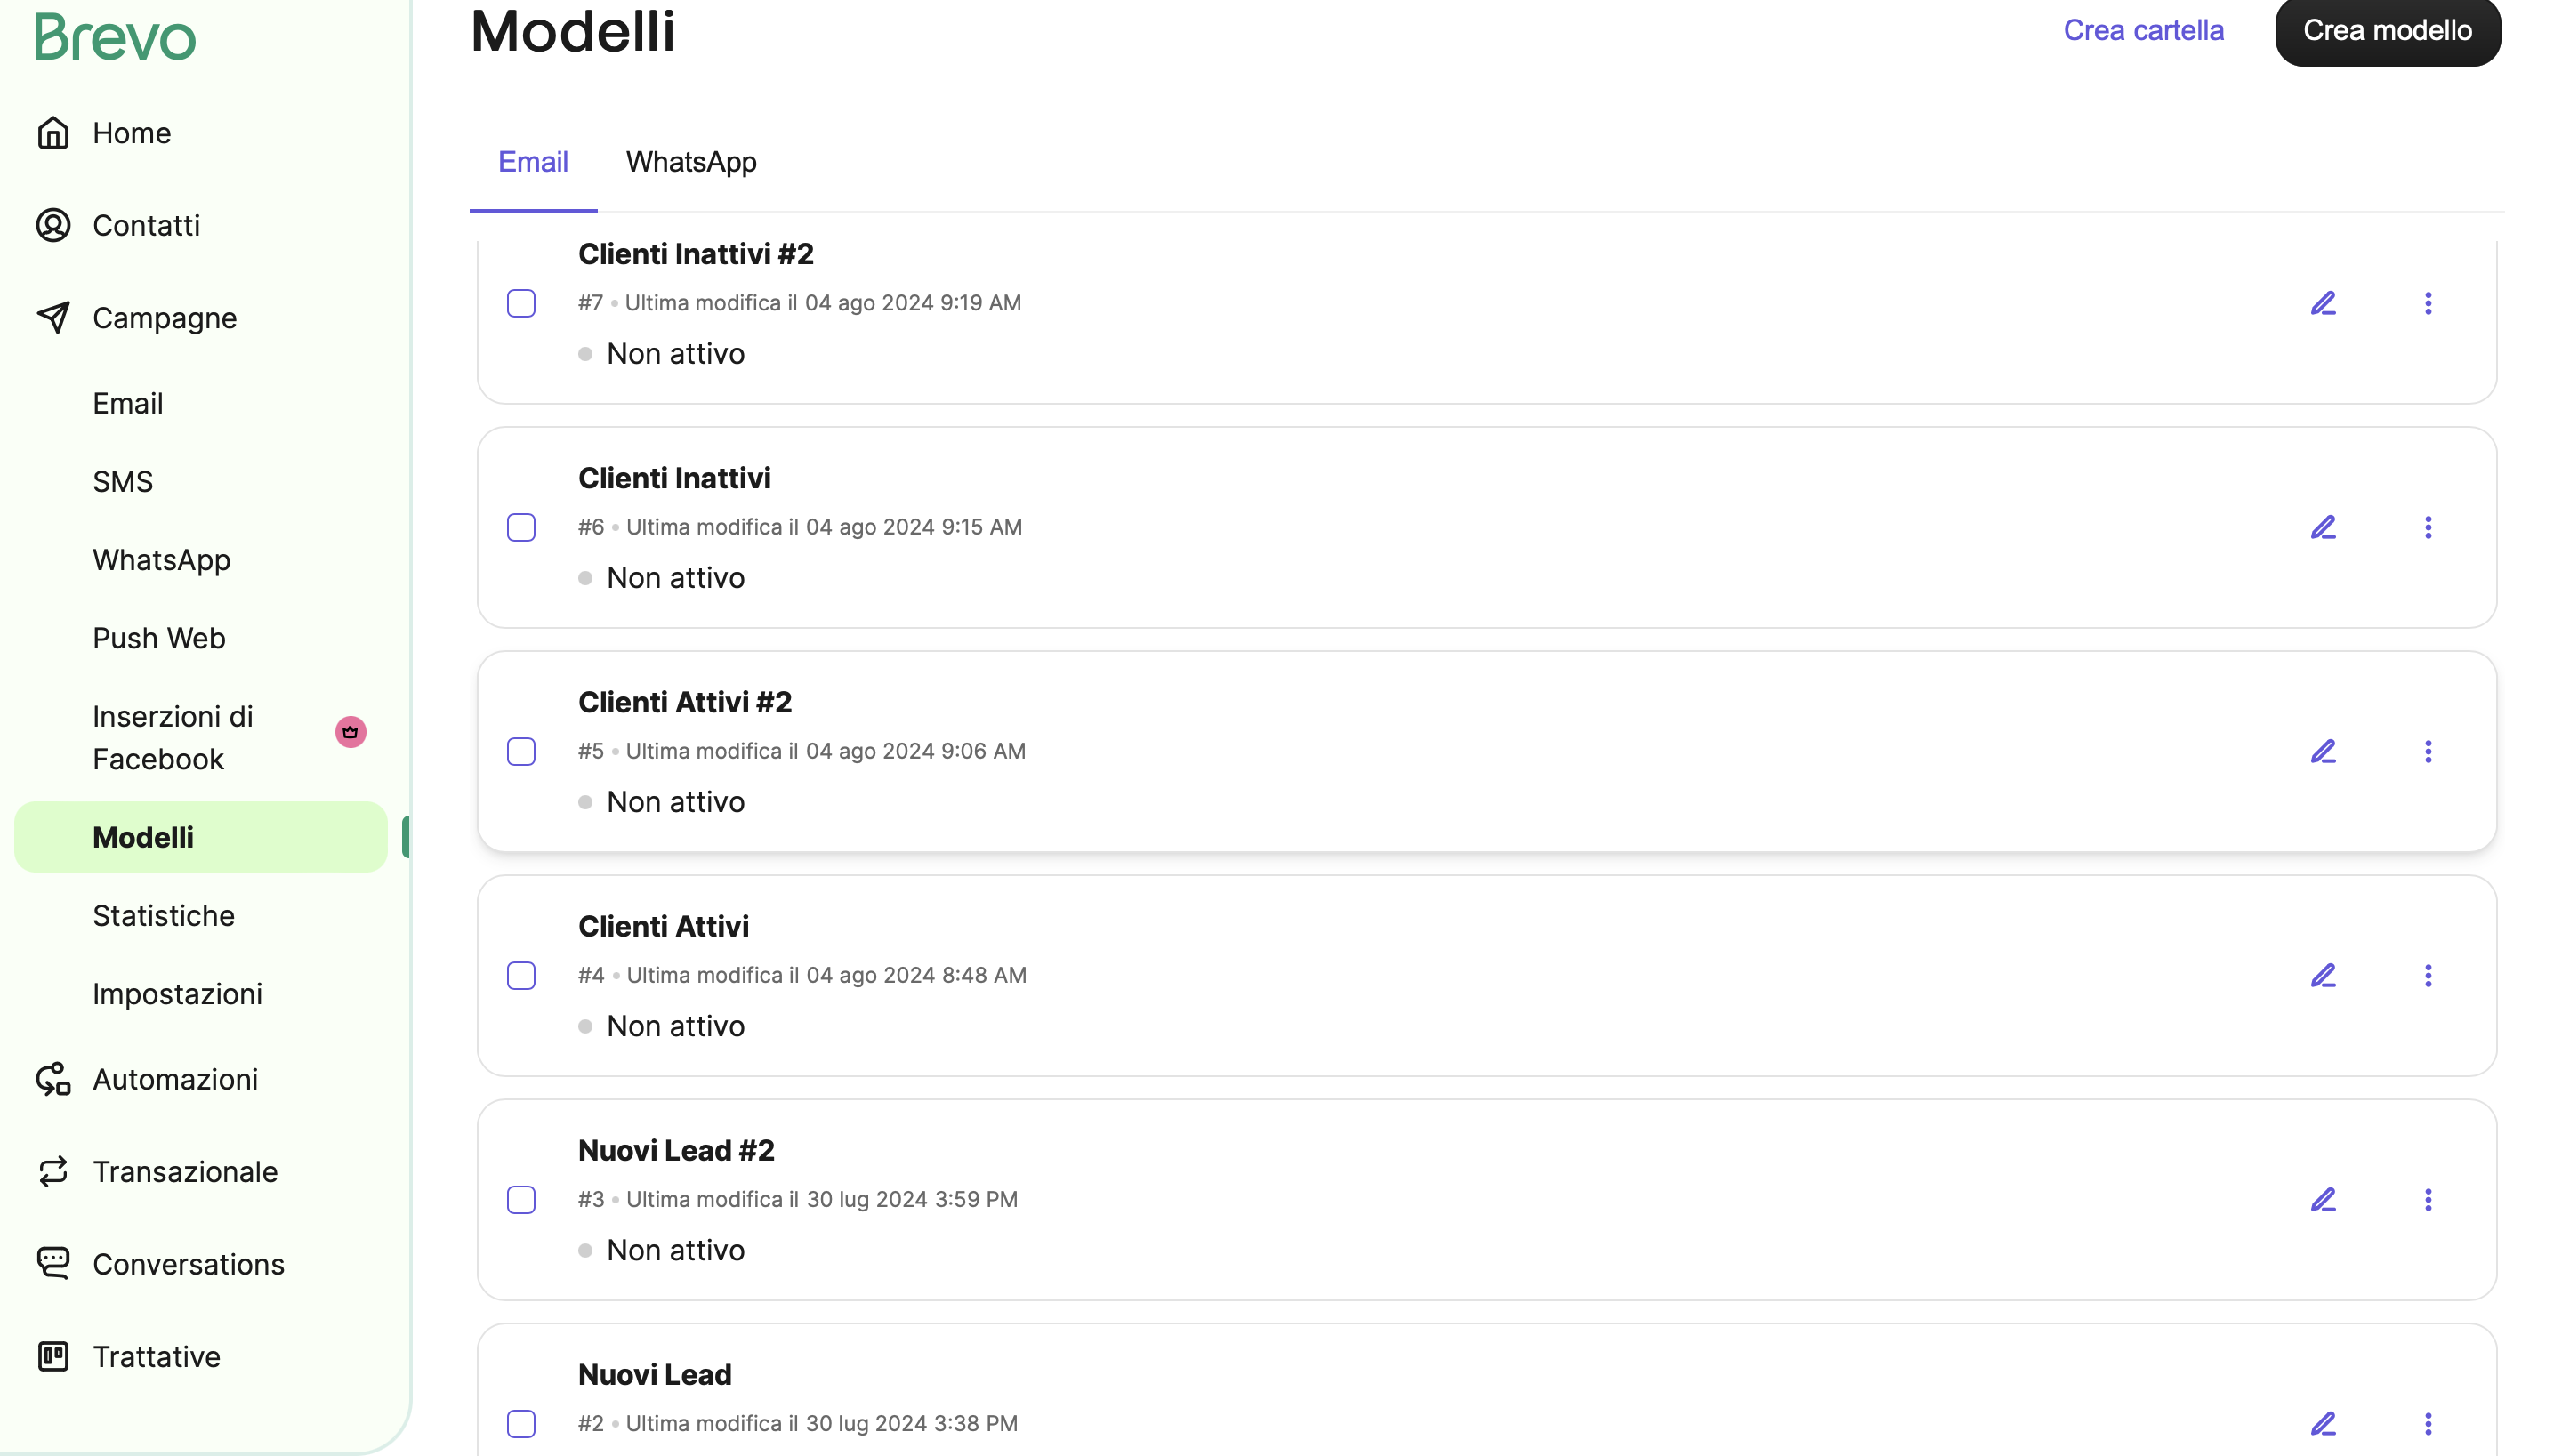 Brevo
Home
Contatti
Campagne
Email
SMS
WhatsApp
Push Web
Inserzioni di
Facebook
Modelli
Statistiche
Impostazioni
Automazioni
Transazionale
Conversations
Trattative
Modelli
Crea cartella
Crea modello
Email
WhatsApp
Clienti Inattivi #2
#7 • Ultima modifica il 04 ago 2024 9:19 AM
Non attivo
Clienti Inattivi
#6 • Ultima modifica il 04 ago 2024 9:15 AM
Non attivo
Clienti Attivi #2
#5 • Ultima modifica il 04 ago 2024 9:06 AM
Non attivo
Clienti Attivi
#4 • Ultima modifica il 04 ago 2024 8:48 AM
Non attivo
Nuovi Lead #2
#3 • Ultima modifica il 30 lug 2024 3:59 PM
Non attivo
Nuovi Lead
#2 • Ultima modifica il 30 lug 2024 3:38 PM